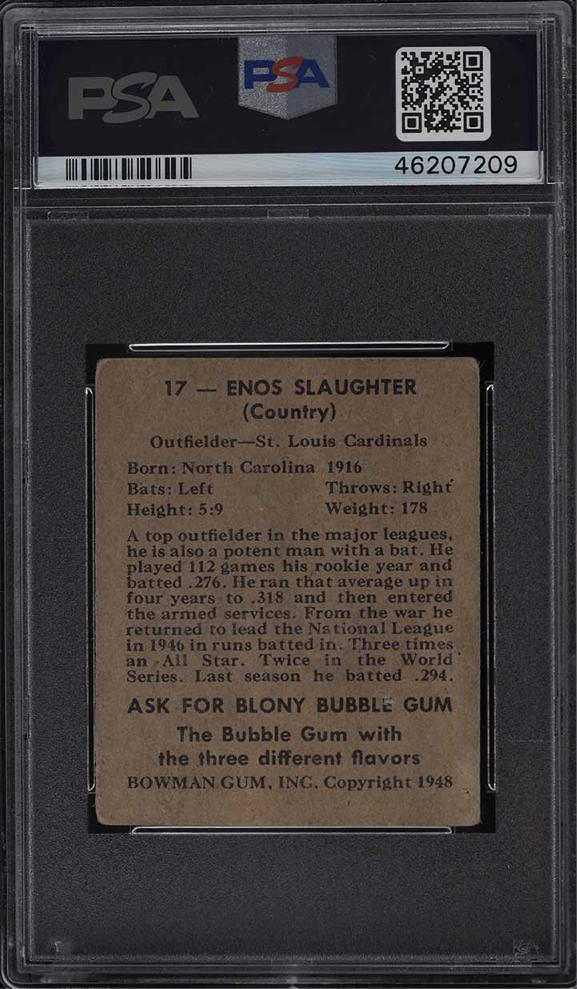 PSA PSA
46207209
17 — ENOS SLAUGHTER
(Country)
Outfielder—St. Louis Cardinals
Born: North Carolina 1916
Bats: Left Throws: Right
Height: 5:9 Weight: 178
A top outfielder in the major leagues,
he is also a potent man with a bat. He
played 112 games his rookie year and
batted .276. He ran that average up in
four years to .318 and then entered
the armed services. From the war he
returned to lead the National League
in 1946 in runs batted in. Three times
an All Star. Twice in the World
Series. Last season he batted .294.
ASK FOR BLONY BUBBLE GUM
The Bubble Gum with
the three different flavors
BOWMAN GUM, INC. Copyright 1948